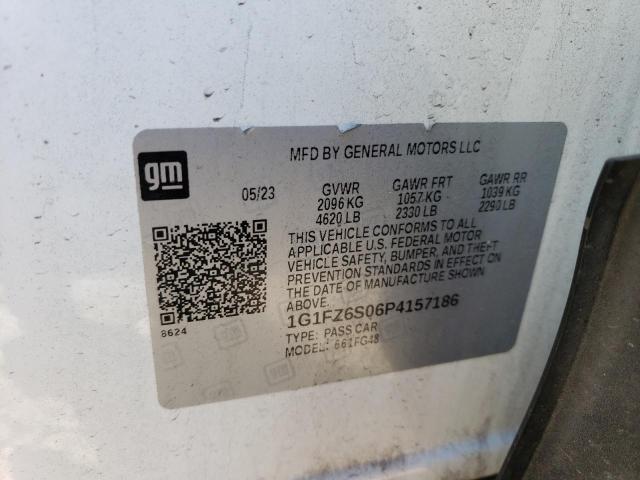 gm
MFD BY GENERAL MOTORS LLC
05/23 GVWR GAWR FRT GAWR RR
2096 KG 1057 KG 1039 KG
4620 LB 2330 LB 2290 LB
THIS VEHICLE CONFORMS TO ALL
APPLICABLE U.S. FEDERAL MOTOR
VEHICLE SAFETY, BUMPER, AND THEFT
PREVENTION STANDARDS IN EFFECT ON
THE DATE OF MANUFACTURE SHOWN
ABOVE.
8624
1G1FZ6S06P4157186
TYPE: PASS CAR
MODEL: 661FG48